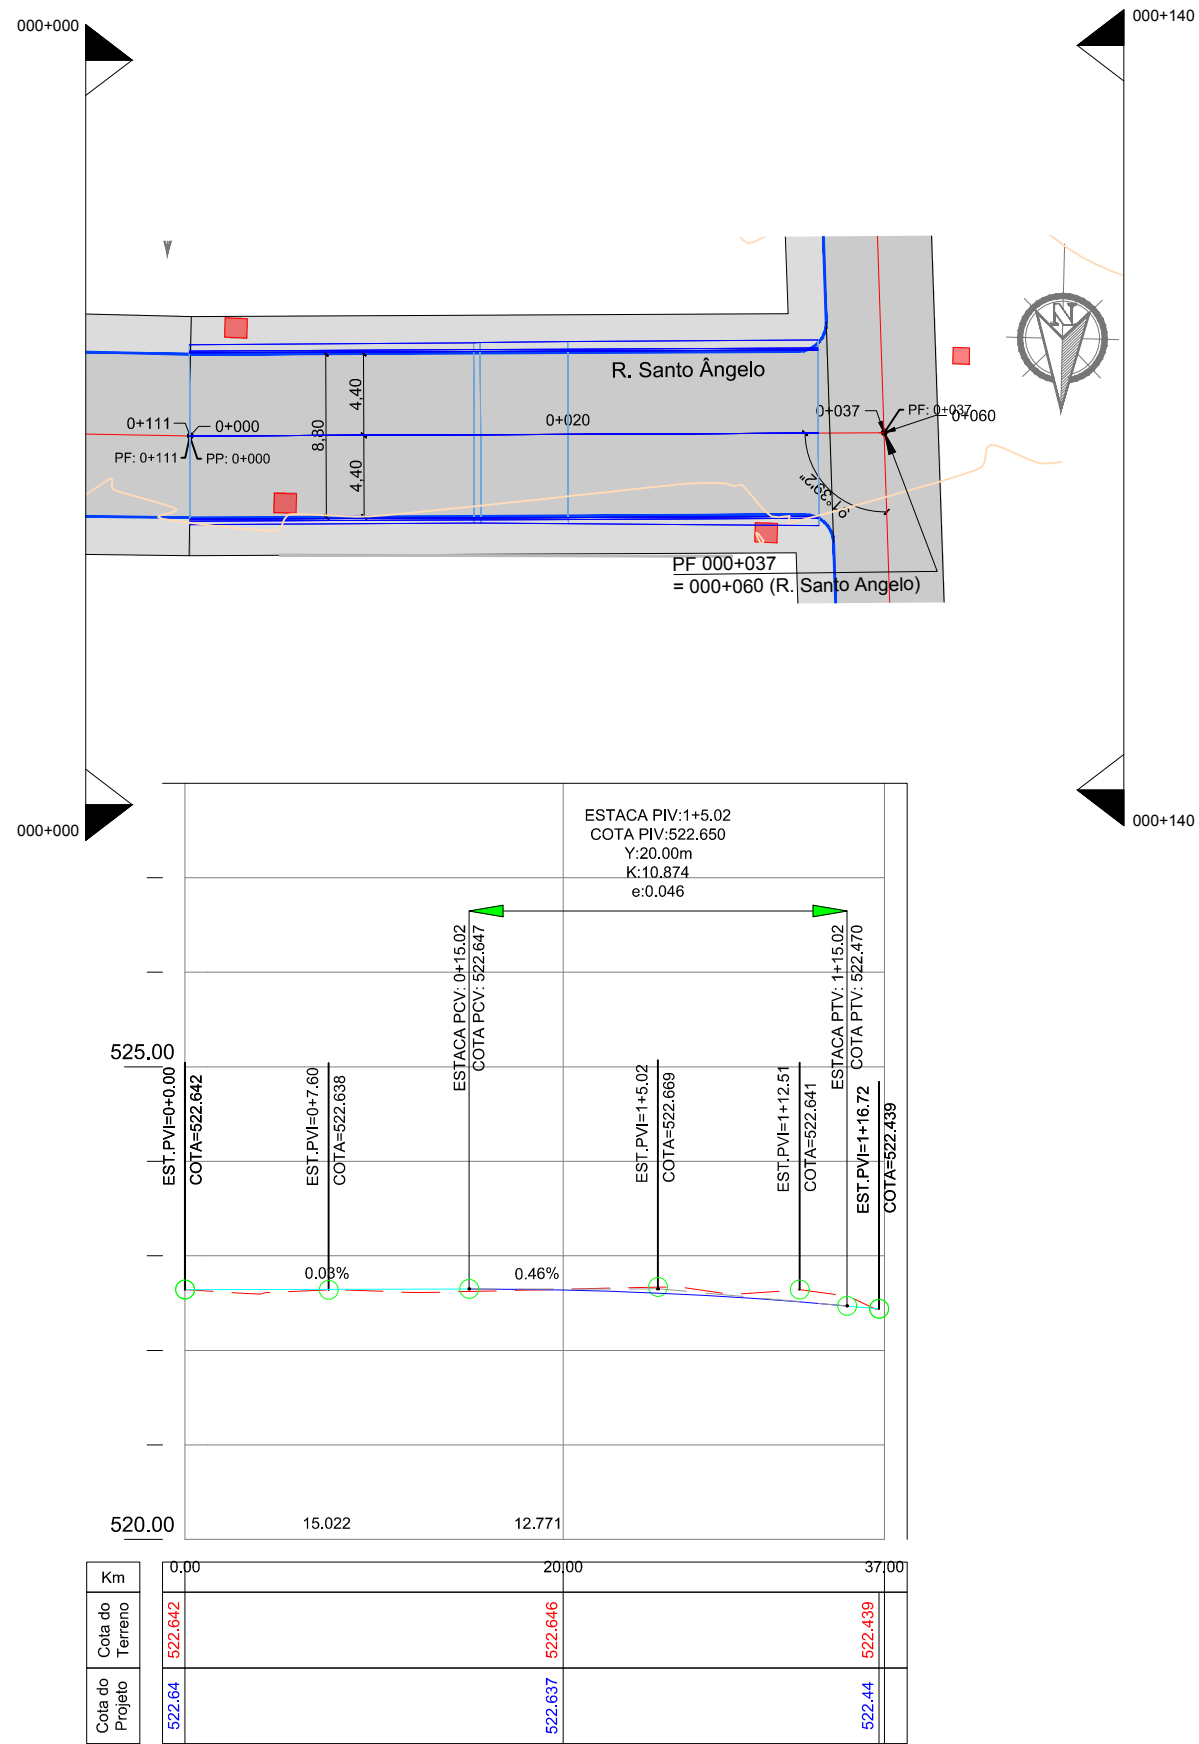 000+000
000+140
N
R. Santo Ângelo
4,40
8,80
4,40
0+111
0+000
PF: 0+111
PP: 0+000
0+020
0+037
PF: 0+037
0+060
91°39'2"
PF 000+037
= 000+060 (R. Santo Angelo)
000+000
000+140
ESTACA PIV:1+5.02
COTA PIV:522.650
Y:20.00m
K:10.874
e:0.046
ESTACA PCV: 0+15.02
COTA PCV: 522.647
ESTACA PTV: 1+15.02
COTA PTV: 522.470
525.00
EST.PVI=0+0.00
COTA=522.642
EST.PVI=0+7.60
COTA=522.638
EST.PVI=1+5.02
COTA=522.669
EST.PVI=1+12.51
COTA=522.641
EST.PVI=1+16.72
COTA=522.439
0.03%
0.46%
520.00
15.022
12.771
Km
0.00
20.00
37.00
Cota do
Terreno
522.642
522.646
522.439
Cota do
Projeto
522.64
522.637
522.44